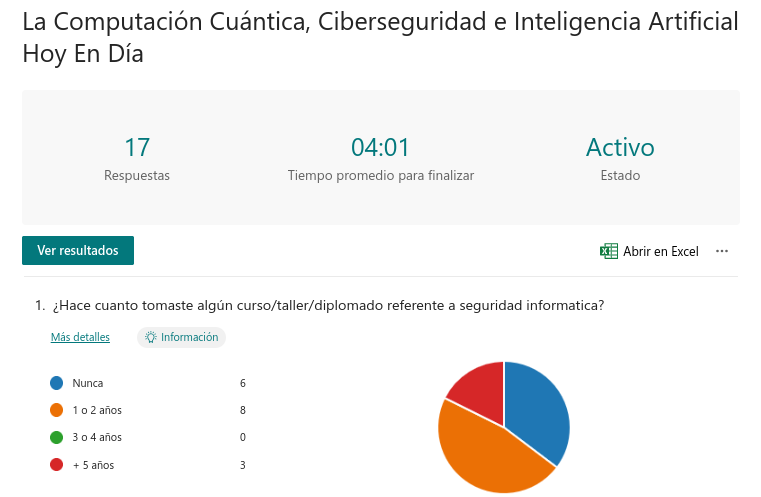 La Computación Cuántica, Ciberseguridad e Inteligencia Artificial
Hoy En Día
17
Respuestas
04:01
Tiempo promedio para finalizar
Activo
Estado
Ver resultados
Abrir en Excel
1. ¿Hace cuanto tomaste algún curso/taller/diplomado referente a seguridad informatica?
Más detalles
Información
Nunca 6
1 o 2 años 8
3 o 4 años 0
+ 5 años 3